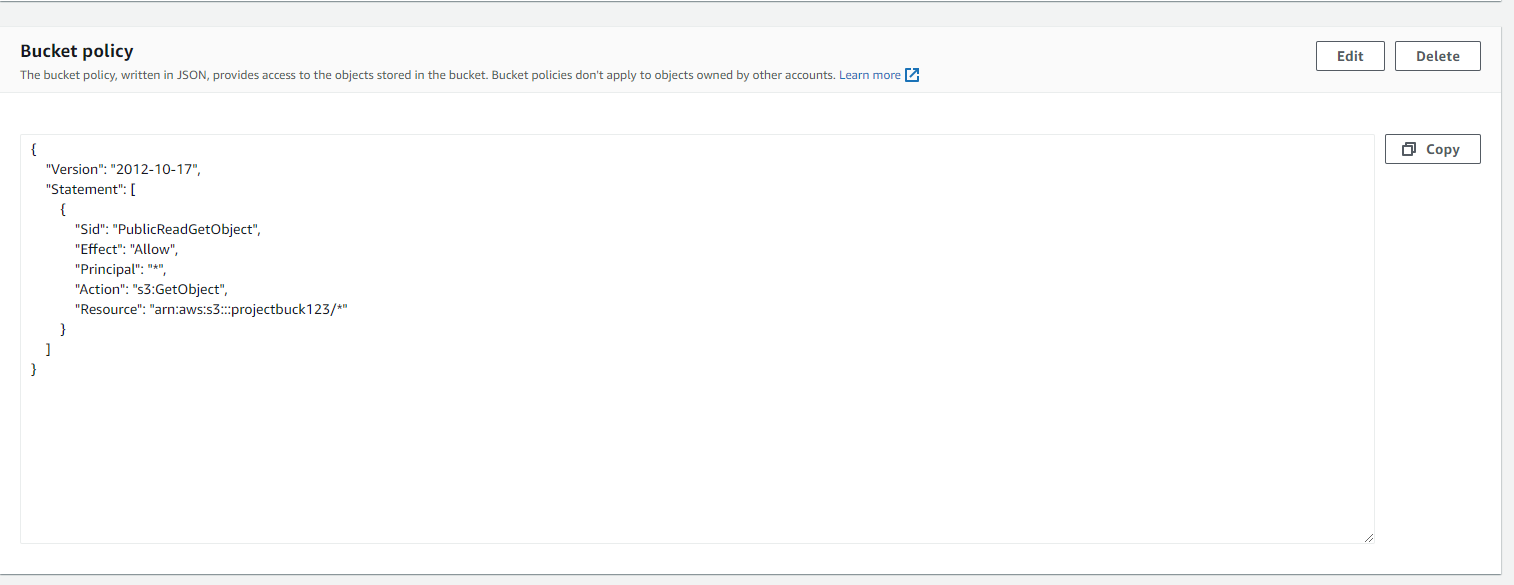 Bucket policy
The bucket policy, written in JSON, provides access to the objects stored in the bucket. Bucket policies don't apply to objects owned by other accounts. Learn more
Edit
Delete
Copy
{
"Version": "2012-10-17",
"Statement": [
{
"Sid": "PublicReadGetObject",
"Effect": "Allow",
"Principal": "*",
"Action": "s3:GetObject",
"Resource": "arn:aws:s3:::projectbuck123/*"
}
]
}